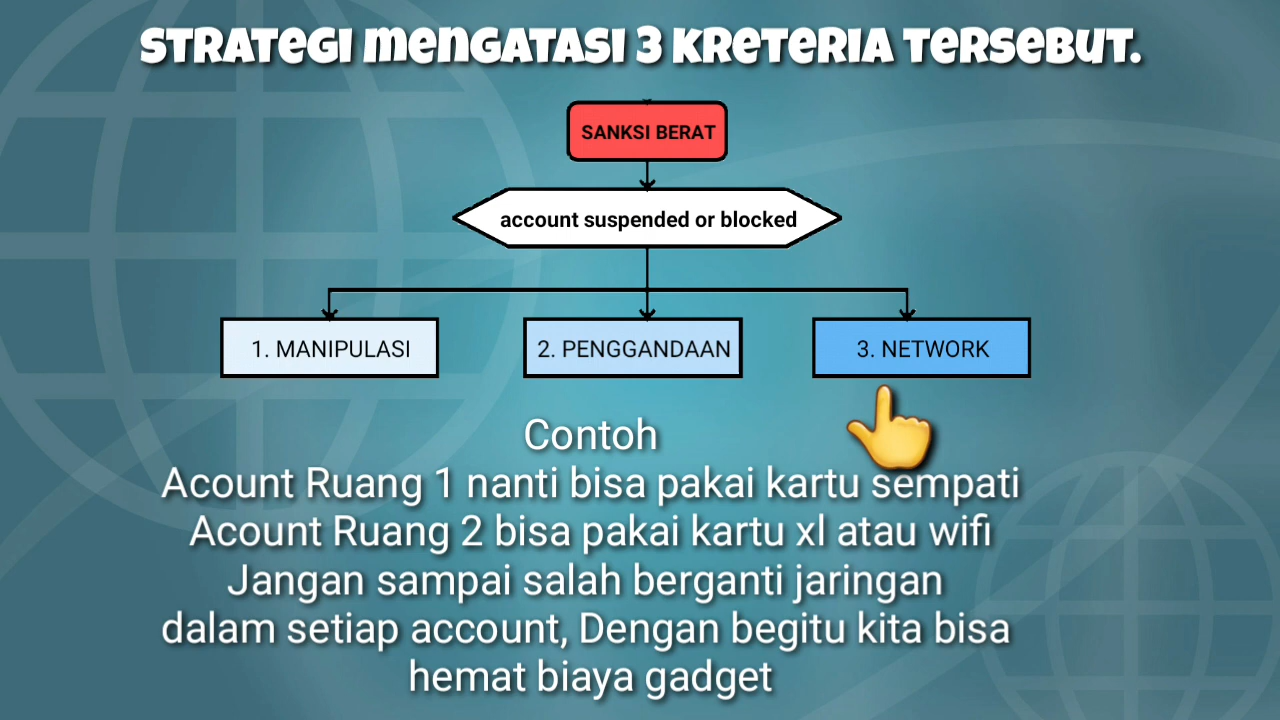 STRATEGI MENGATASI 3 KRETERIA TERSEBUT.
SANKSI BERAT
account suspended or blocked
1. MANIPULASI
2. PENGGANDAAN
3. NETWORK
Contoh
Acount Ruang 1 nanti bisa pakai kartu sempati
Acount Ruang 2 bisa pakai kartu xl atau wifi
Jangan sampai salah berganti jaringan
dalam setiap account, Dengan begitu kita bisa
hemat biaya gadget